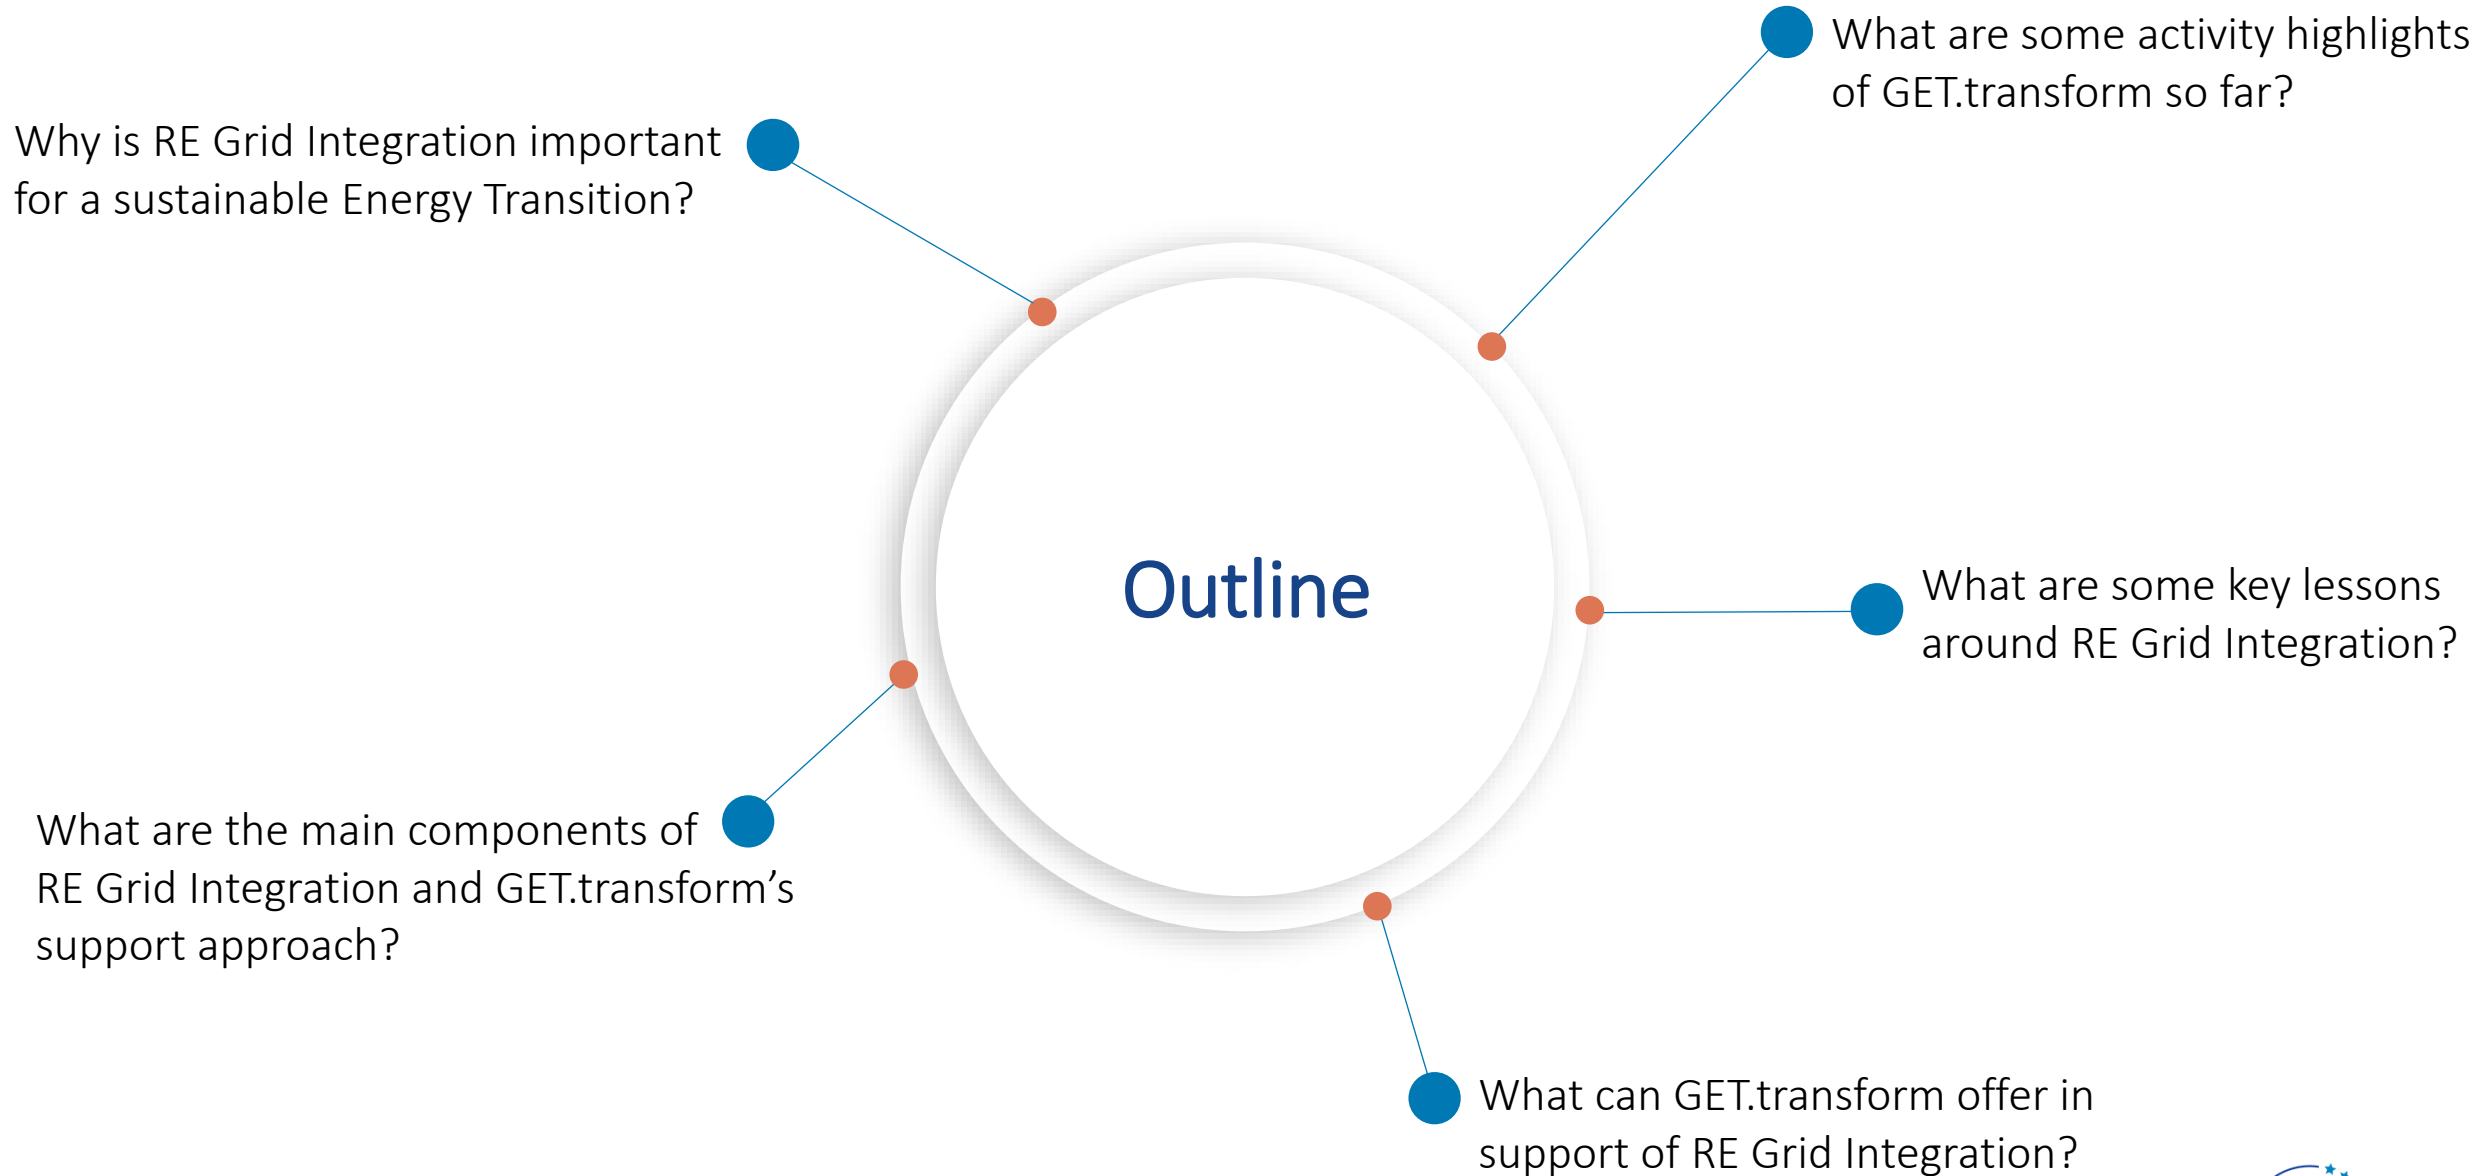 Why is RE Grid Integration important
for a sustainable Energy Transition?
What are the main components of
RE Grid Integration and GET.transform’s
support approach?
Outline
What are some activity highlights
of GET.transform so far?
What are some key lessons
around RE Grid Integration?
What can GET.transform offer in
support of RE Grid Integration?